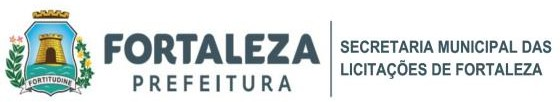 FORTITUDINE
FORTALEZA
PREFEITURA
SECRETARIA MUNICIPAL DAS
LICITAÇÕES DE FORTALEZA